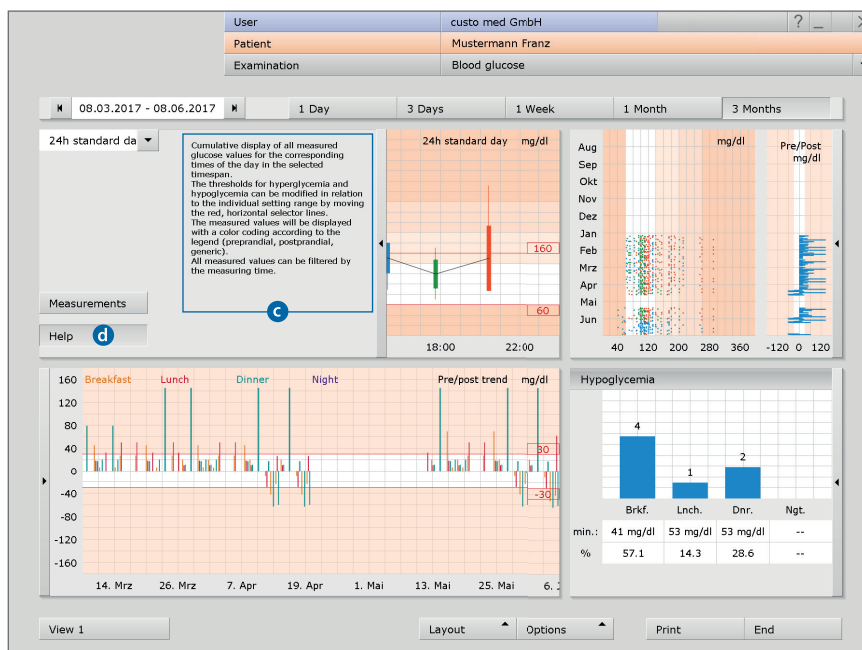 User custo med GmbH ? _ X
Patient Mustermann Franz
Examination Blood glucose
08.03.2017 - 08.06.2017 1 Day 3 Days 1 Week 1 Month 3 Months
24h standard da
Cumulative display of all measured
glucose values for the corresponding
times of the day in the selected
timespan.
The thresholds for hyperglycemia and
hypoglycemia can be modified in relation
to the individual setting range by moving
the red, horizontal selector lines.
The measured values will be displayed
with a color coding according to the
legend (preprandial, postprandial,
generic).
All measured values can be filtered by
the measuring time.
c
Measurements
Help d
24h standard day mg/dl
160
60
18:00 22:00
mg/dl Pre/Post
mg/dl
Aug
Sep
Okt
Nov
Dez
Jan
Feb
Mrz
Apr
Mai
Jun
40 120 200 280 360 -120 0 120
Breakfast Lunch Dinner Night Pre/post trend mg/dl
160
120
80
40
0
-40
-80
-120
-160
30
-30
14. Mrz 26. Mrz 7. Apr 19. Apr 1. Mai 13. Mai 25. Mai 6.
Hypoglycemia
4 1 2
Brkf. Lnch. Dnr. Ngt.
min.: 41 mg/dl 53 mg/dl 53 mg/dl --
% 57.1 14.3 28.6 --
View 1 Layout Options Print End